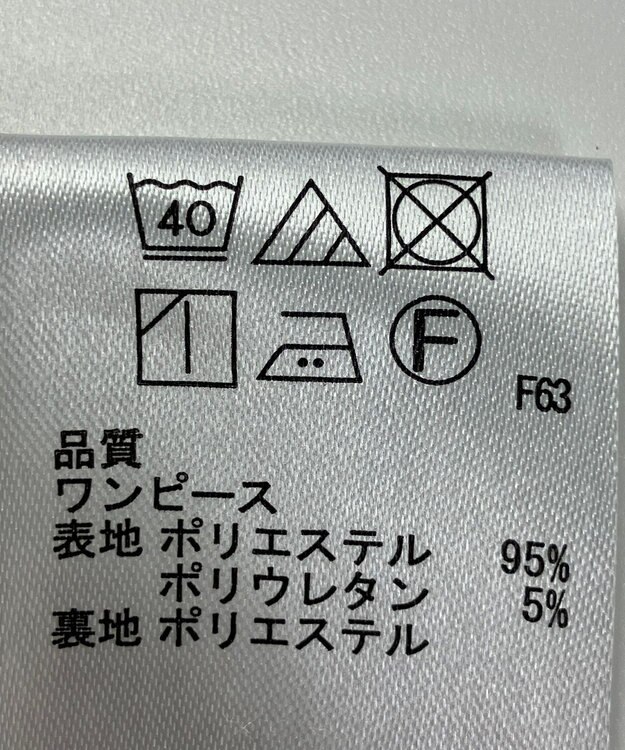 40
F
F63
品質
ワンピース
表地 ポリエステル 95%
ポリウレタン 5%
裏地 ポリエステル